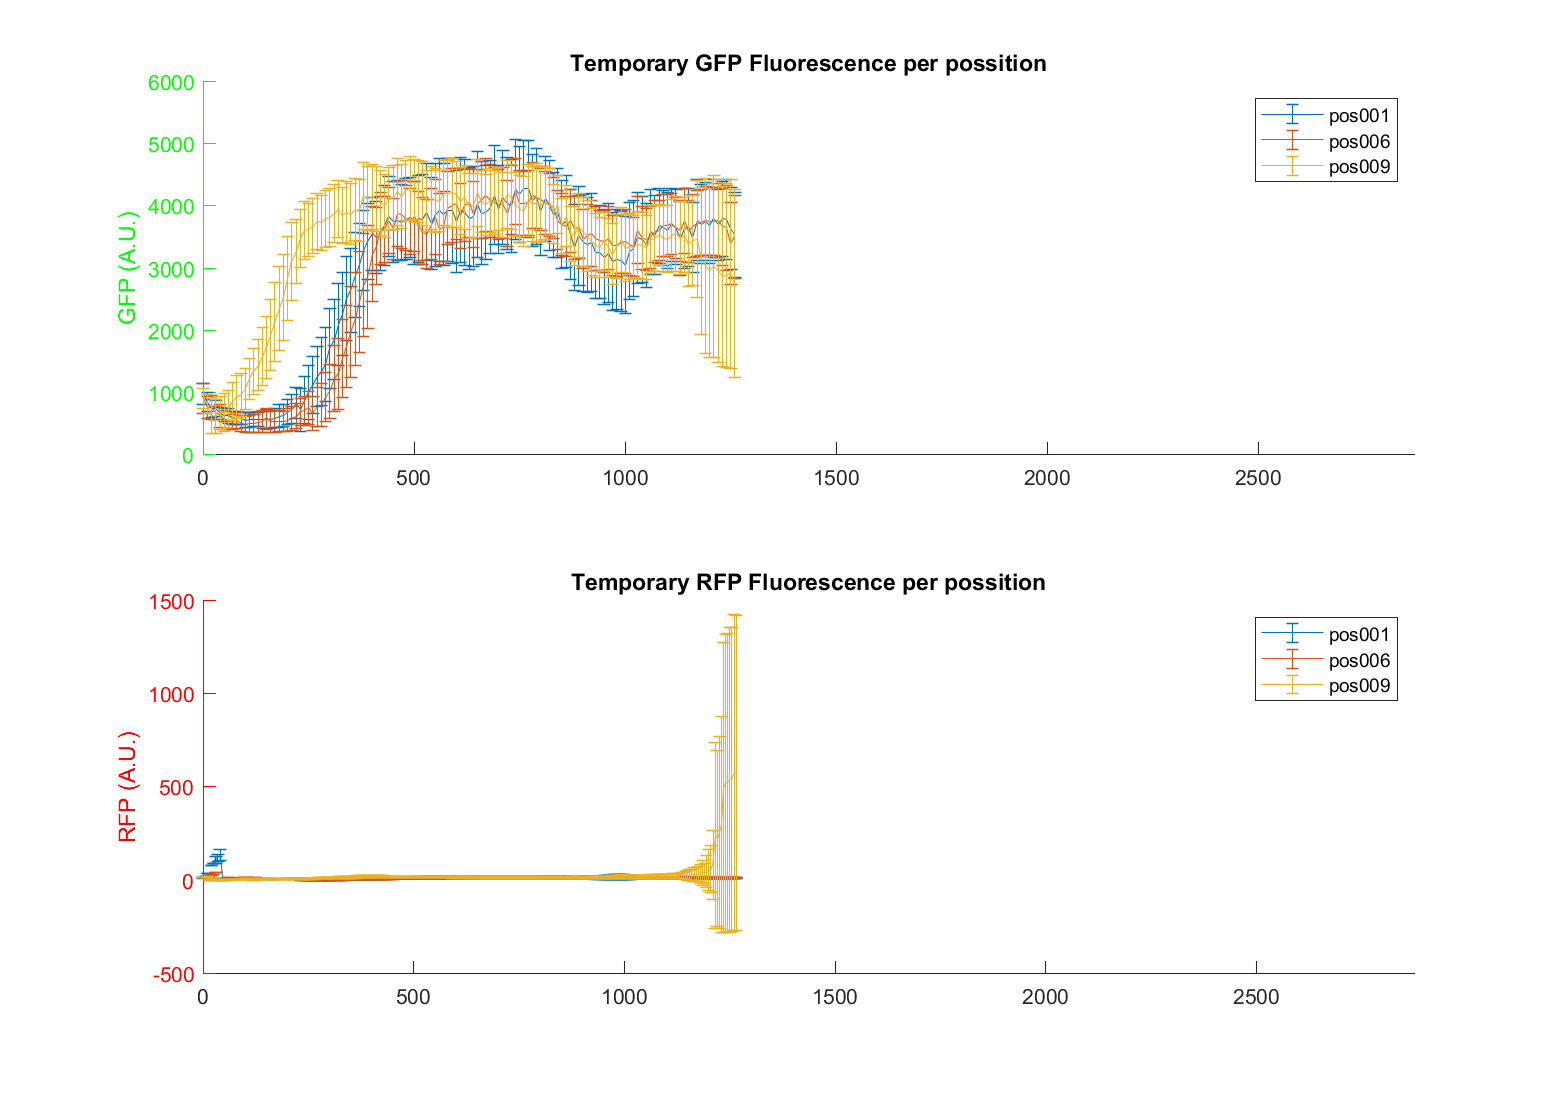 Temporary GFP Fluorescence per possition
GFP (A.U.)
6000
5000
4000
3000
2000
1000
0
0 500 1000 1500 2000 2500
pos001
pos006
pos009
Temporary RFP Fluorescence per possition
RFP (A.U.)
1500
1000
500
0
-500
0 500 1000 1500 2000 2500
pos001
pos006
pos009